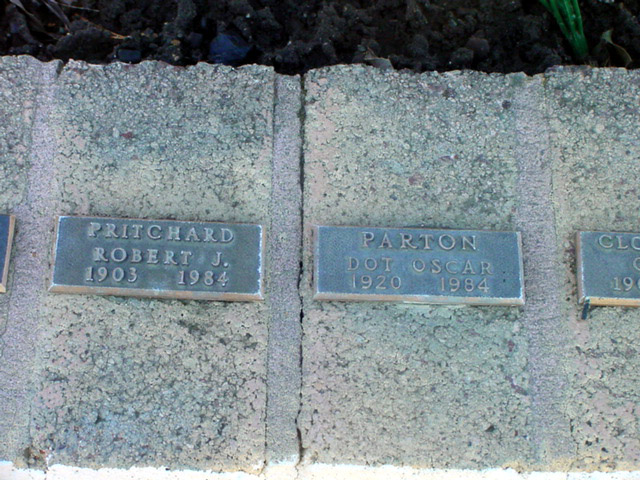 PRITCHARD
ROBERT J.
1903 1984
PARTON
DOT OSCAR
1920 1984